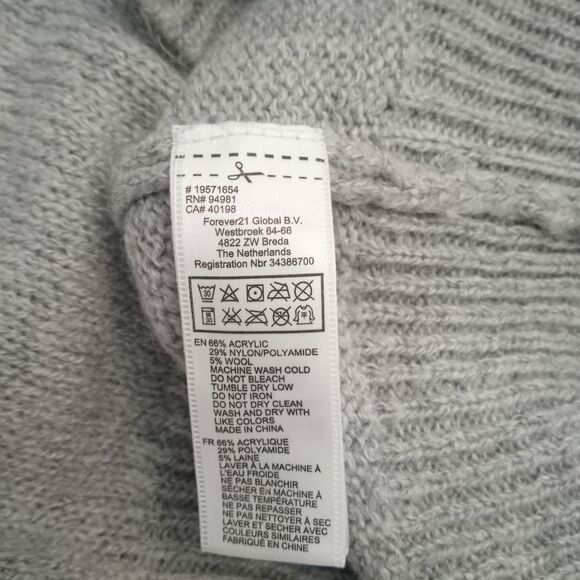 # 19571654
RN# 94981
CA# 40198
Forever21 Global B.V.
Westbroek 64-66
4822 ZW Breda
The Netherlands
Registration Nbr 34386700
30
EN 66% ACRYLIC
29% NYLON/POLYAMIDE
5% WOOL
MACHINE WASH COLD
DO NOT BLEACH
TUMBLE DRY LOW
DO NOT IRON
DO NOT DRY CLEAN
WASH AND DRY WITH
LIKE COLORS
MADE IN CHINA
FR 66% ACRYLIQUE
29% POLYAMIDE
5% LAINE
LAVER À LA MACHINE À
L'EAU FROIDE
NE PAS BLANCHIR
SÉCHER EN MACHINE À
BASSE TEMPÉRATURE
NE PAS REPASSER
NE PAS NETTOYER À SEC
LAVER ET SECHER AVEC
COULEURS SIMILAIRES
FABRIQUÉ EN CHINE